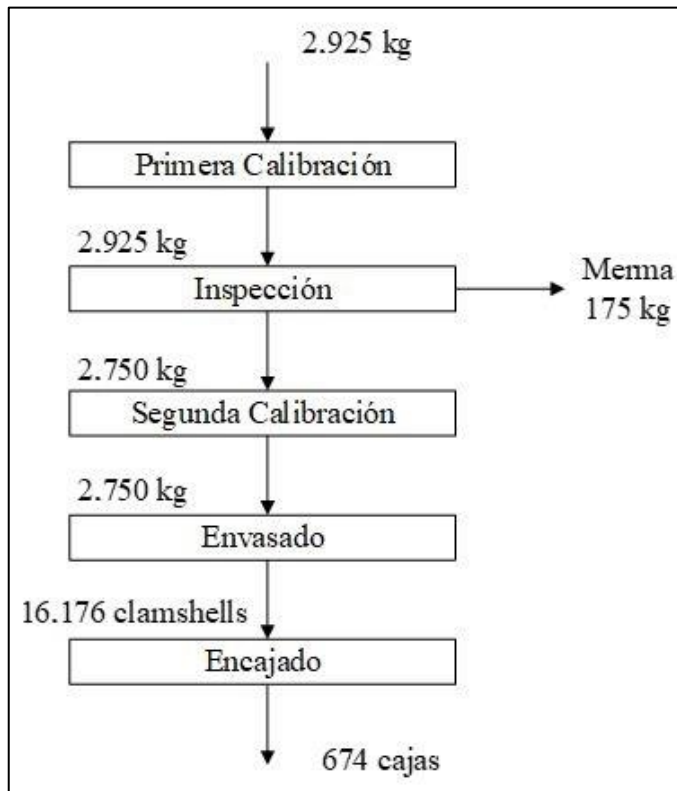 2.925 kg
Primera Calibración
2.925 kg
Inspección
Merma
175 kg
2.750 kg
Segunda Calibración
2.750 kg
Envasado
16.176 clamshells
Encajado
674 cajas